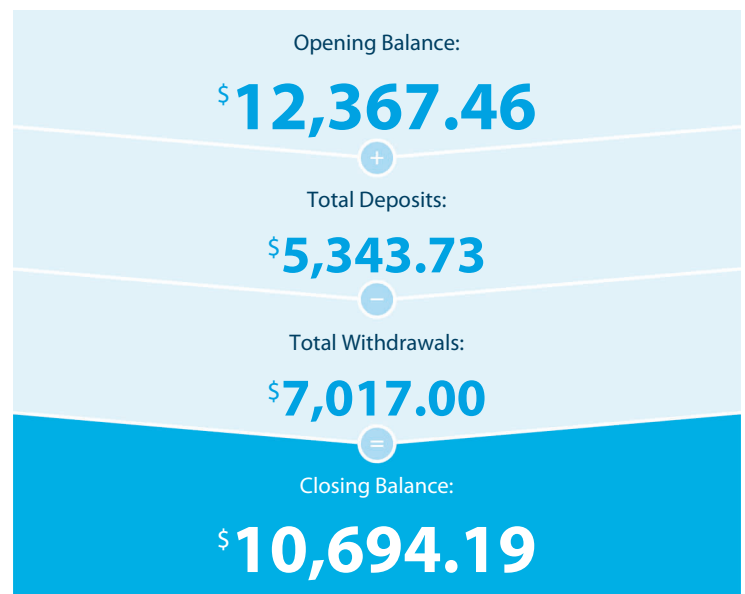 Opening Balance:
$12,367.46
+
Total Deposits:
$5,343.73
−
Total Withdrawals:
$7,017.00
=
Closing Balance:
$10,694.19